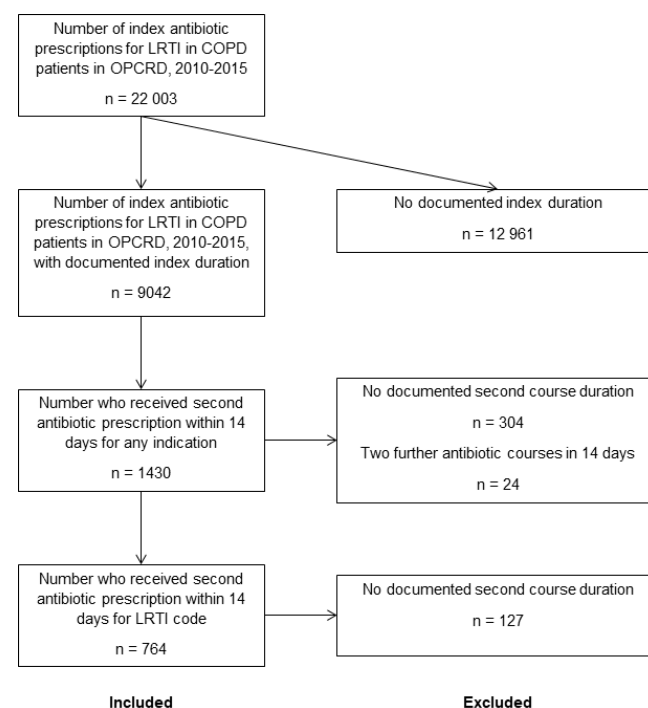 Number of index antibiotic
prescriptions for LRTI in COPD
patients in OPCRD, 2010-2015
n = 22 003
Number of index antibiotic
prescriptions for LRTI in COPD
patients in OPCRD, 2010-2015,
with documented index duration
n = 9042
No documented index duration
n = 12 961
Number who received second
antibiotic prescription within 14
days for any indication
n = 1430
No documented second course duration
n = 304
Two further antibiotic courses in 14 days
n = 24
Number who received second
antibiotic prescription within 14
days for LRTI code
n = 764
No documented second course duration
n = 127
Included
Excluded